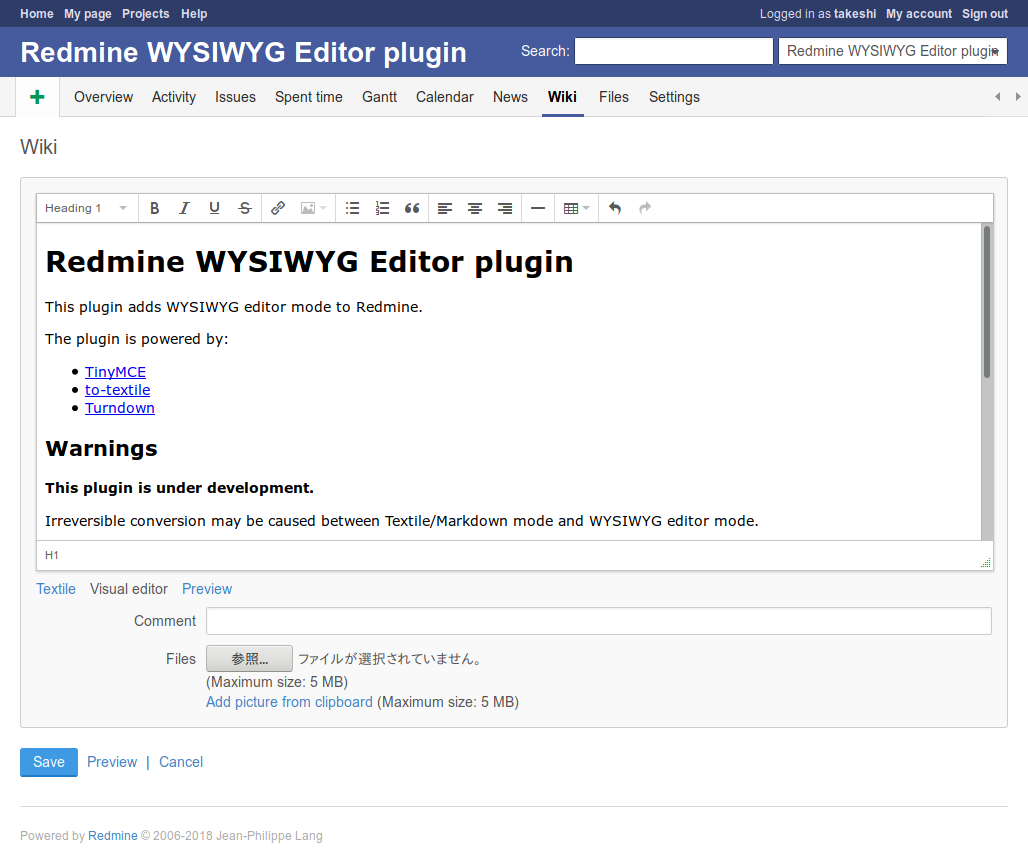 Home My page Projects Help Logged in as takeshi My account Sign out
Redmine WYSIWYG Editor plugin Search: Redmine WYSIWYG Editor plugin
Overview Activity Issues Spent time Gantt Calendar News Wiki Files Settings
Wiki
Heading 1 B I U S
Redmine WYSIWYG Editor plugin
This plugin adds WYSIWYG editor mode to Redmine.
The plugin is powered by:
TinyMCE
to-textile
Turndown
Warnings
This plugin is under development.
Irreversible conversion may be caused between Textile/Markdown mode and WYSIWYG editor mode.
H1
Textile Visual editor Preview
Comment
Files 参照... ファイルが選択されていません。
(Maximum size: 5 MB)
Add picture from clipboard (Maximum size: 5 MB)
Save Preview | Cancel
Powered by Redmine © 2006-2018 Jean-Philippe Lang